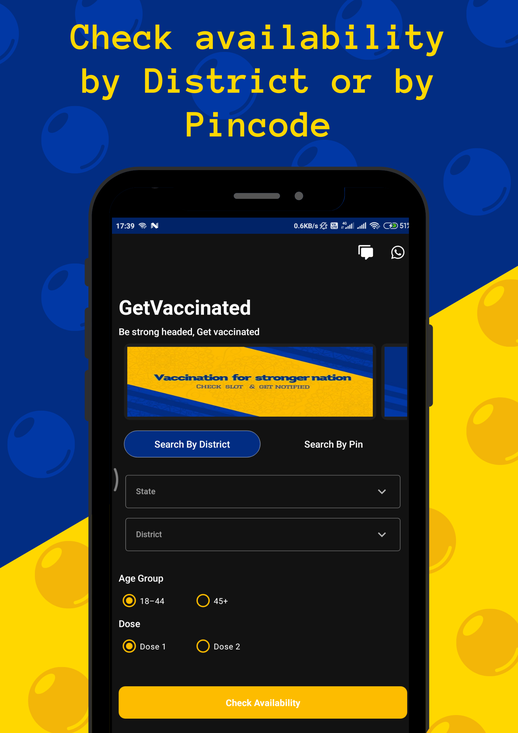 Check availability
by District or by
Pincode
17:39 0.6KB/s 4G 51%
GetVaccinated
Be strong headed, Get vaccinated
Vaccination for stronger nation
CHECK SLOT & GET NOTIFIED
Search By District Search By Pin
State
District
Age Group
18-44 45+
Dose
Dose 1 Dose 2
Check Availability